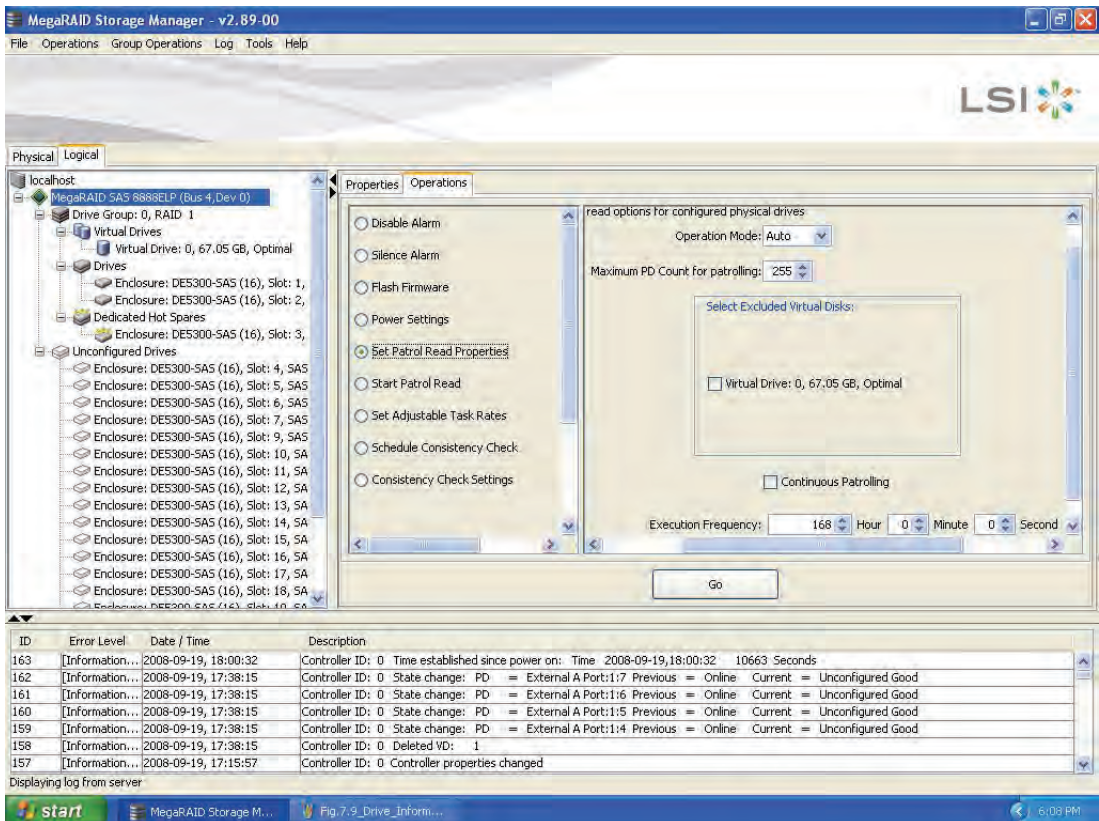 MegaRAID Storage Manager - v2.89-00
File Operations Group Operations Log Tools Help
LSI
Physical Logical
localhost
MegaRAID SAS 8888ELP (Bus 4,Dev 0)
Drive Group: 0, RAID 1
Virtual Drives
Virtual Drive: 0, 67.05 GB, Optimal
Drives
Enclosure: DE5300-SAS (16), Slot: 1,
Enclosure: DE5300-SAS (16), Slot: 2,
Dedicated Hot Spares
Enclosure: DE5300-SAS (16), Slot: 3,
Unconfigured Drives
Enclosure: DE5300-SAS (16), Slot: 4, SAS
Enclosure: DE5300-SAS (16), Slot: 5, SAS
Enclosure: DE5300-SAS (16), Slot: 6, SAS
Enclosure: DE5300-SAS (16), Slot: 7, SAS
Enclosure: DE5300-SAS (16), Slot: 9, SAS
Enclosure: DE5300-SAS (16), Slot: 10, SA
Enclosure: DE5300-SAS (16), Slot: 11, SA
Enclosure: DE5300-SAS (16), Slot: 12, SA
Enclosure: DE5300-SAS (16), Slot: 13, SA
Enclosure: DE5300-SAS (16), Slot: 14, SA
Enclosure: DE5300-SAS (16), Slot: 15, SA
Enclosure: DE5300-SAS (16), Slot: 16, SA
Enclosure: DE5300-SAS (16), Slot: 17, SA
Enclosure: DE5300-SAS (16), Slot: 18, SA
Properties Operations
Disable Alarm
Silence Alarm
Flash Firmware
Power Settings
Set Patrol Read Properties
Start Patrol Read
Set Adjustable Task Rates
Schedule Consistency Check
Consistency Check Settings
read options for configured physical drives
Operation Mode: Auto
Maximum PD Count for patrolling: 255
Select Excluded Virtual Disks:
Virtual Drive: 0, 67.05 GB, Optimal
Continuous Patrolling
Execution Frequency: 168 Hour 0 Minute 0 Second
Go
ID Error Level Date / Time Description
163 [Information... 2008-09-19, 18:00:32 Controller ID: 0 Time established since power on: Time 2008-09-19,18:00:32 10663 Seconds
162 [Information... 2008-09-19, 17:38:15 Controller ID: 0 State change: PD = External A Port:1:7 Previous = Online Current = Unconfigured Good
161 [Information... 2008-09-19, 17:38:15 Controller ID: 0 State change: PD = External A Port:1:6 Previous = Online Current = Unconfigured Good
160 [Information... 2008-09-19, 17:38:15 Controller ID: 0 State change: PD = External A Port:1:5 Previous = Online Current = Unconfigured Good
159 [Information... 2008-09-19, 17:38:15 Controller ID: 0 State change: PD = External A Port:1:4 Previous = Online Current = Unconfigured Good
158 [Information... 2008-09-19, 17:38:15 Controller ID: 0 Deleted VD: 1
157 [Information... 2008-09-19, 17:15:57 Controller ID: 0 Controller properties changed
Displaying log from server
start MegaRAID Storage M... Fig.7.9_Drive_Inform... 6:08 PM